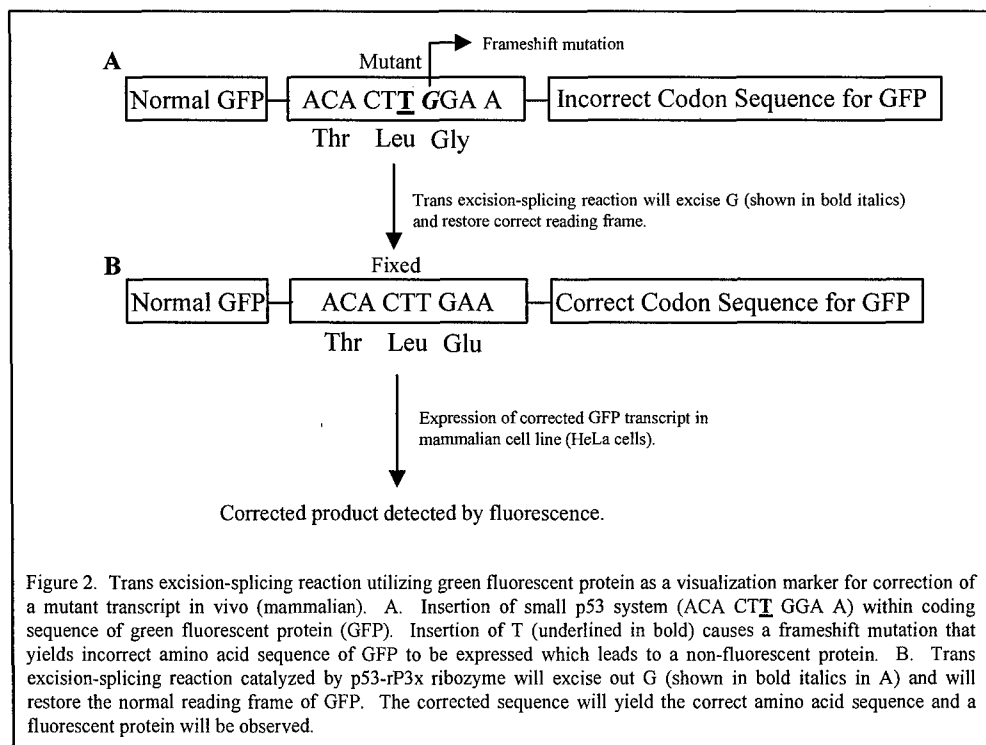 Frameshift mutation
A
Mutant
Normal GFP
ACA CTT GGA A
Incorrect Codon Sequence for GFP
Thr Leu Gly
Trans excision-splicing reaction will excise G (shown in bold italics)
and restore correct reading frame.
B
Fixed
Normal GFP
ACA CTT GAA
Correct Codon Sequence for GFP
Thr Leu Glu
Expression of corrected GFP transcript in
mammalian cell line (HeLa cells).
Corrected product detected by fluorescence.
Figure 2. Trans excision-splicing reaction utilizing green fluorescent protein as a visualization marker for correction of
a mutant transcript in vivo (mammalian). A. Insertion of small p53 system (ACA CTT GGA A) within coding
sequence of green fluorescent protein (GFP). Insertion of T (underlined in bold) causes a frameshift mutation that
yields incorrect amino acid sequence of GFP to be expressed which leads to a non-fluorescent protein. B. Trans
excision-splicing reaction catalyzed by p53-rP3x ribozyme will excise out G (shown in bold italics in A) and will
restore the normal reading frame of GFP. The corrected sequence will yield the correct amino acid sequence and a
fluorescent protein will be observed.